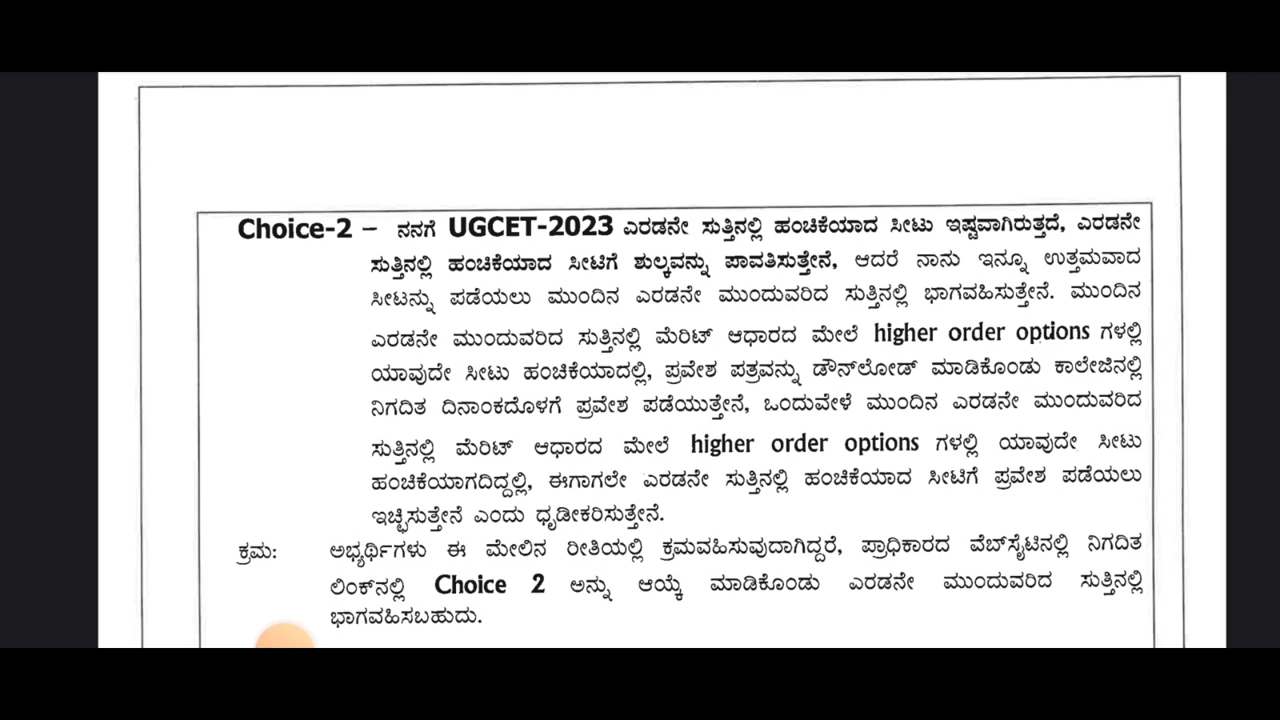 Choice-2 – ನನಗೆ UGCET-2023 ಎರಡನೇ ಸುತ್ತಿನಲ್ಲಿ ಹಂಚಿಕೆಯಾದ ಸೀಟು ಇಷ್ಟವಾಗಿರುತ್ತದೆ, ಎರಡನೇ
ಸುತ್ತಿನಲ್ಲಿ ಹಂಚಿಕೆಯಾದ ಸೀಟಿಗೆ ಶುಲ್ಕವನ್ನು ಪಾವತಿಸುತ್ತೇನೆ, ಆದರೆ ನಾನು ಇನ್ನೂ ಉತ್ತಮವಾದ
ಸೀಟನ್ನು ಪಡೆಯಲು ಮುಂದಿನ ಎರಡನೇ ಮುಂದುವರಿದ ಸುತ್ತಿನಲ್ಲಿ ಭಾಗವಹಿಸುತ್ತೇನೆ. ಮುಂದಿನ
ಎರಡನೇ ಮುಂದುವರಿದ ಸುತ್ತಿನಲ್ಲಿ ಮೆರಿಟ್ ಆಧಾರದ ಮೇಲೆ higher order options ಗಳಲ್ಲಿ
ಯಾವುದೇ ಸೀಟು ಹಂಚಿಕೆಯಾದಲ್ಲಿ, ಪ್ರವೇಶ ಪತ್ರವನ್ನು ಡೌನ್‌ಲೋಡ್ ಮಾಡಿಕೊಂಡು ಕಾಲೇಜಿನಲ್ಲಿ
ನಿಗದಿತ ದಿನಾಂಕದೊಳಗೆ ಪ್ರವೇಶ ಪಡೆಯುತ್ತೇನೆ, ಒಂದುವೇಳೆ ಮುಂದಿನ ಎರಡನೇ ಮುಂದುವರಿದ
ಸುತ್ತಿನಲ್ಲಿ ಮೆರಿಟ್ ಆಧಾರದ ಮೇಲೆ higher order options ಗಳಲ್ಲಿ ಯಾವುದೇ ಸೀಟು
ಹಂಚಿಕೆಯಾಗದಿದ್ದಲ್ಲಿ, ಈಗಾಗಲೇ ಎರಡನೇ ಸುತ್ತಿನಲ್ಲಿ ಹಂಚಿಕೆಯಾದ ಸೀಟಿಗೆ ಪ್ರವೇಶ ಪಡೆಯಲು
ಇಚ್ಛಿಸುತ್ತೇನೆ ಎಂದು ಧೃಡೀಕರಿಸುತ್ತೇನೆ.
ಕ್ರಮ: ಅಭ್ಯರ್ಥಿಗಳು ಈ ಮೇಲಿನ ರೀತಿಯಲ್ಲಿ ಕ್ರಮವಹಿಸುವುದಾಗಿದ್ದರೆ, ಪ್ರಾಧಿಕಾರದ ವೆಬ್‌ಸೈಟಿನಲ್ಲಿ ನಿಗದಿತ
ಲಿಂಕ್‌ನಲ್ಲಿ Choice 2 ಅನ್ನು ಆಯ್ಕೆ ಮಾಡಿಕೊಂಡು ಎರಡನೇ ಮುಂದುವರಿದ ಸುತ್ತಿನಲ್ಲಿ
ಭಾಗವಹಿಸಬಹುದು.